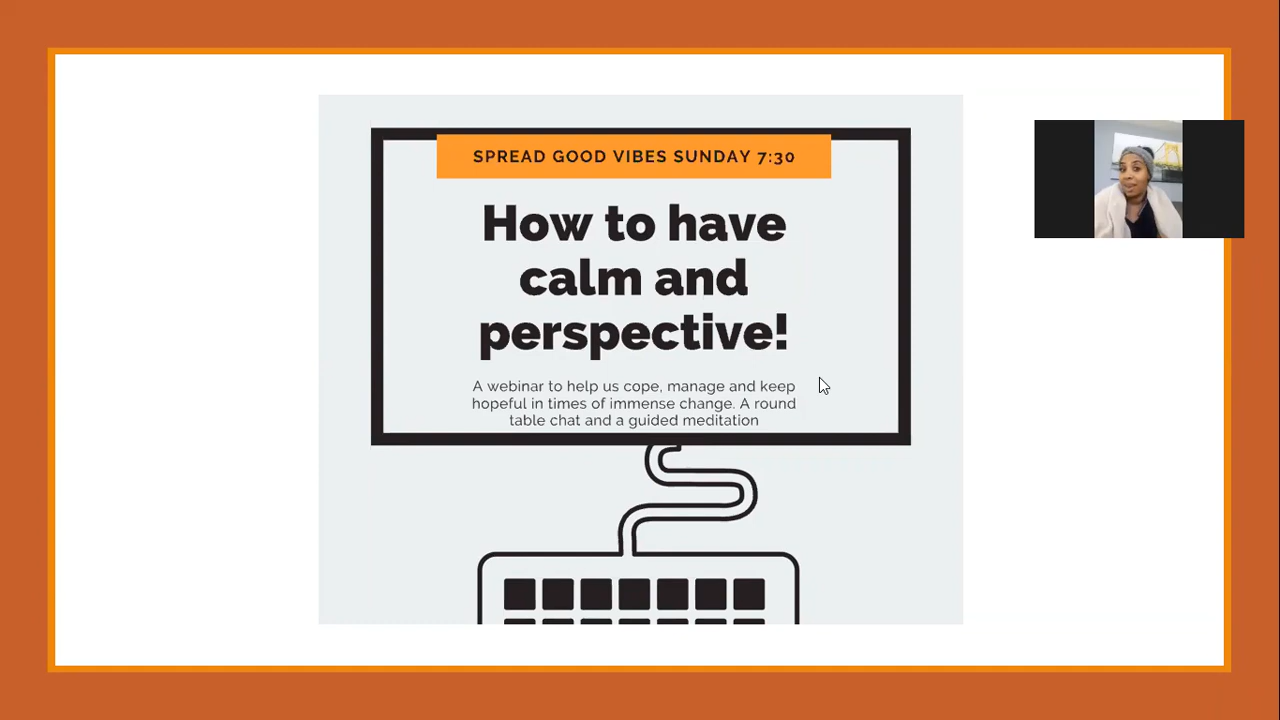 SPREAD GOOD VIBES SUNDAY 7:30
How to have
calm and
perspective!
A webinar to help us cope, manage and keep
hopeful in times of immense change. A round
table chat and a guided meditation